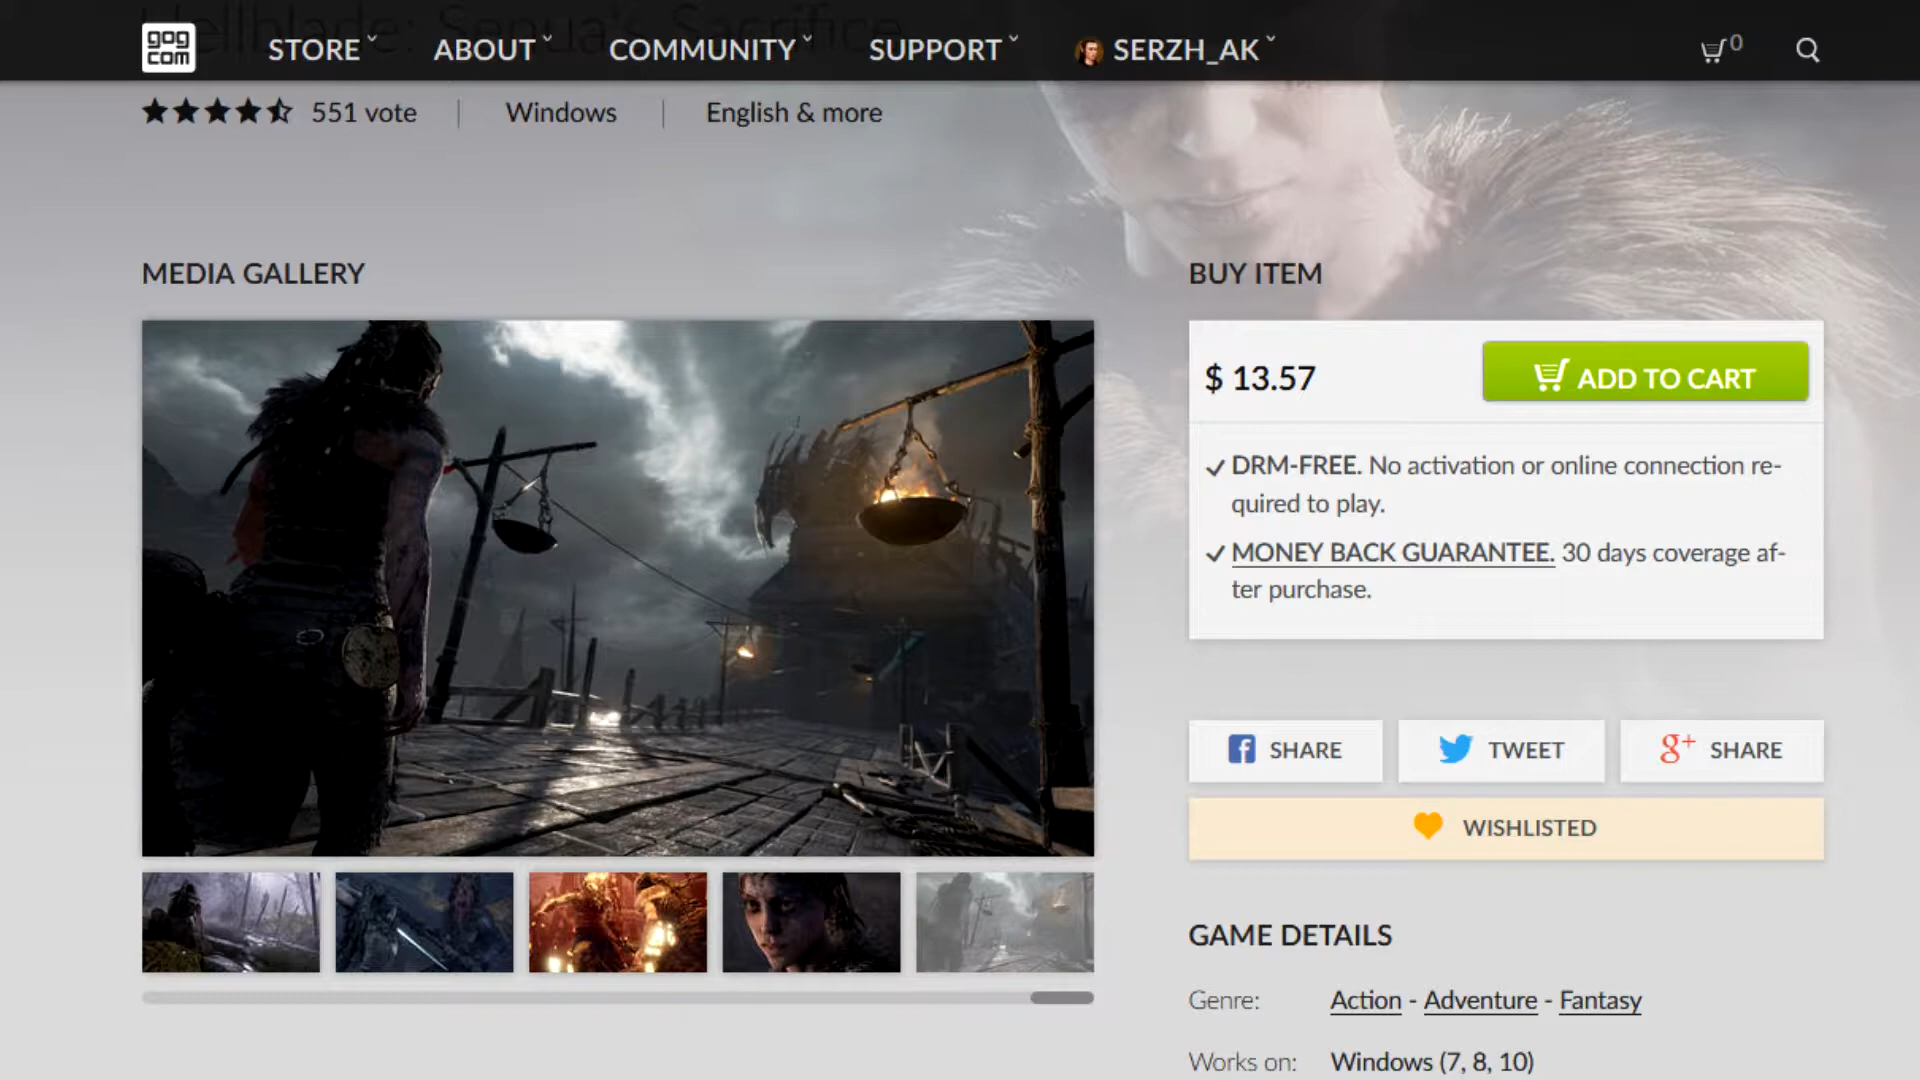 Hellblade: Senua's Sacrifice
gog
com
STORE
ABOUT
COMMUNITY
SUPPORT
SERZH_AK
0
551 vote
Windows
English & more
MEDIA GALLERY
BUY ITEM
$ 13.57
ADD TO CART
DRM-FREE. No activation or online connection re-
quired to play.
MONEY BACK GUARANTEE. 30 days coverage af-
ter purchase.
SHARE
TWEET
g+ SHARE
WISHLISTED
GAME DETAILS
Genre: Action - Adventure - Fantasy
Works on: Windows (7, 8, 10)